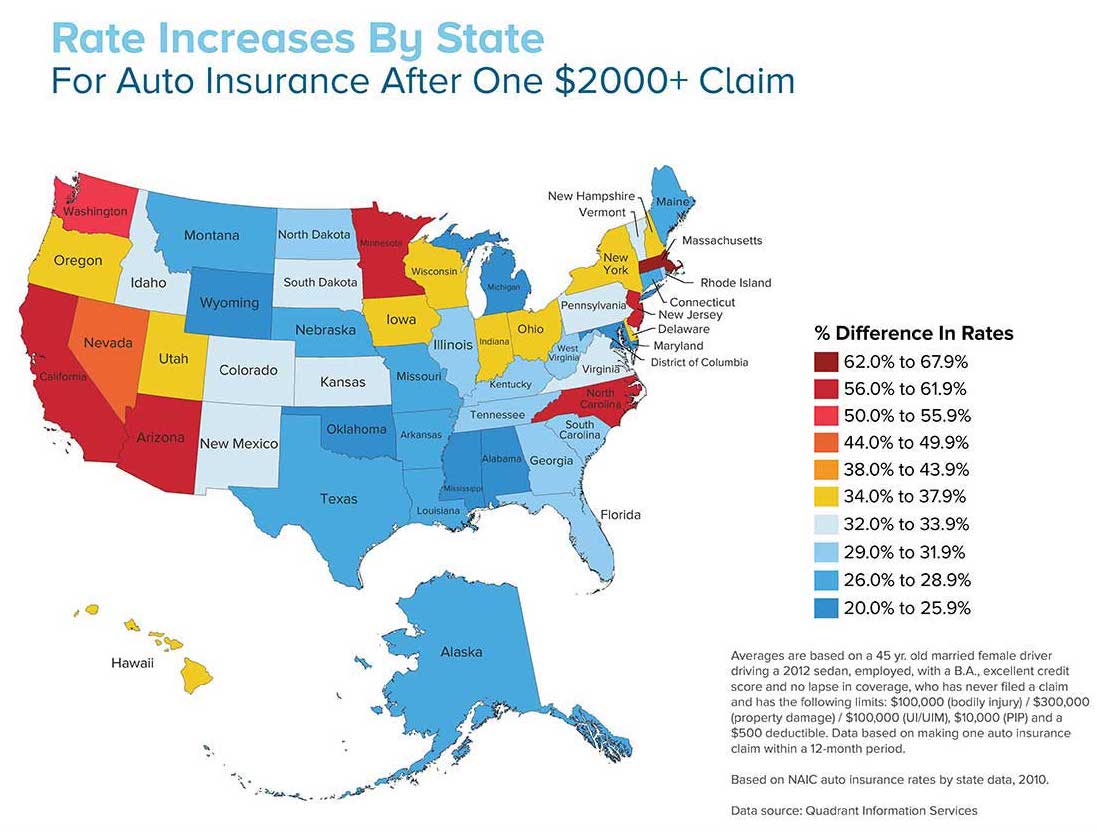 Rate Increases By State
For Auto Insurance After One $2000+ Claim
New Hampshire
Vermont
Maine
Washington
Montana
North Dakota
Minnesota
Massachusetts
Oregon
Idaho
South Dakota
Wisconsin
Michigan
New
York
Rhode Island
Wyoming
Connecticut
Pennsylvania
New Jersey
Iowa
Nebraska
Ohio
Delaware
Nevada
Utah
Illinois
Indiana
Maryland
West
Virginia
District of Columbia
Colorado
Virginia
California
Kansas
Missouri
Kentucky
North
Carolina
Arizona
New Mexico
Oklahoma
Arkansas
Tennessee
South
Carolina
Alabama
Georgia
Mississippi
Texas
Louisiana
Florida
Alaska
Hawaii
% Difference In Rates
62.0% to 67.9%
56.0% to 61.9%
50.0% to 55.9%
44.0% to 49.9%
38.0% to 43.9%
34.0% to 37.9%
32.0% to 33.9%
29.0% to 31.9%
26.0% to 28.9%
20.0% to 25.9%
Averages are based on a 45 yr. old married female driver
driving a 2012 sedan, employed, with a B.A., excellent credit
score and no lapse in coverage, who has never filed a claim
and has the following limits: $100,000 (bodily injury) / $300,000
(property damage) / $100,000 (UI/UIM), $10,000 (PIP) and a
$500 deductible. Data based on making one auto insurance
claim within a 12-month period.
Based on NAIC auto insurance rates by state data, 2010.
Data source: Quadrant Information Services